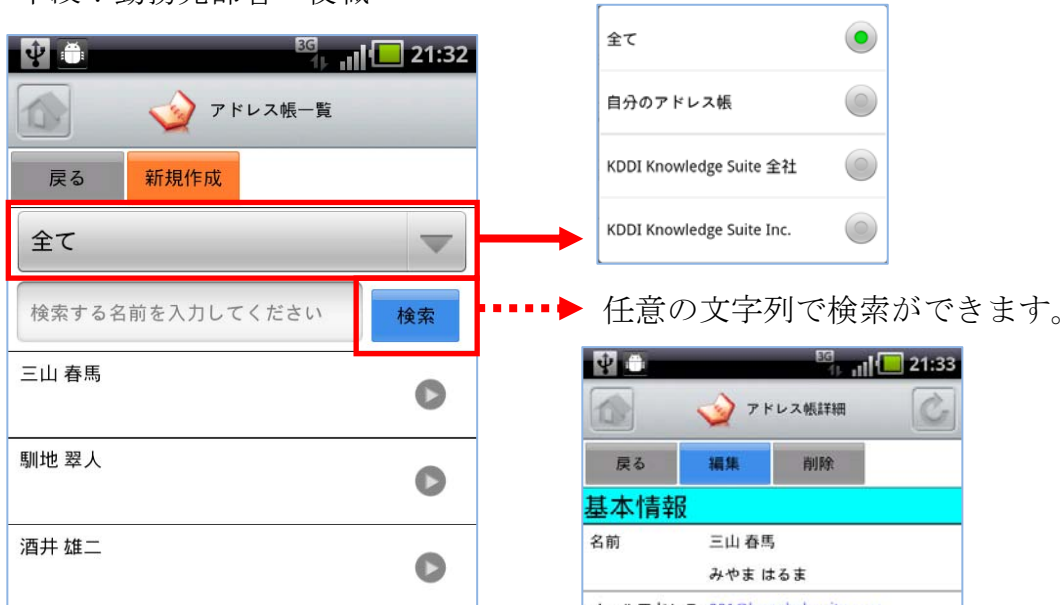 21:32
アドレス帳一覧
戻る
新規作成
全て
検索する名前を入力してください
検索
三山 春馬
馴地 翠人
酒井 雄二
全て
自分のアドレス帳
KDDI Knowledge Suite 全社
KDDI Knowledge Suite Inc.
任意の文字列で検索ができます。
3G
21:33
アドレス帳詳細
戻る
編集
削除
基本情報
名前
三山 春馬
みやま はるま